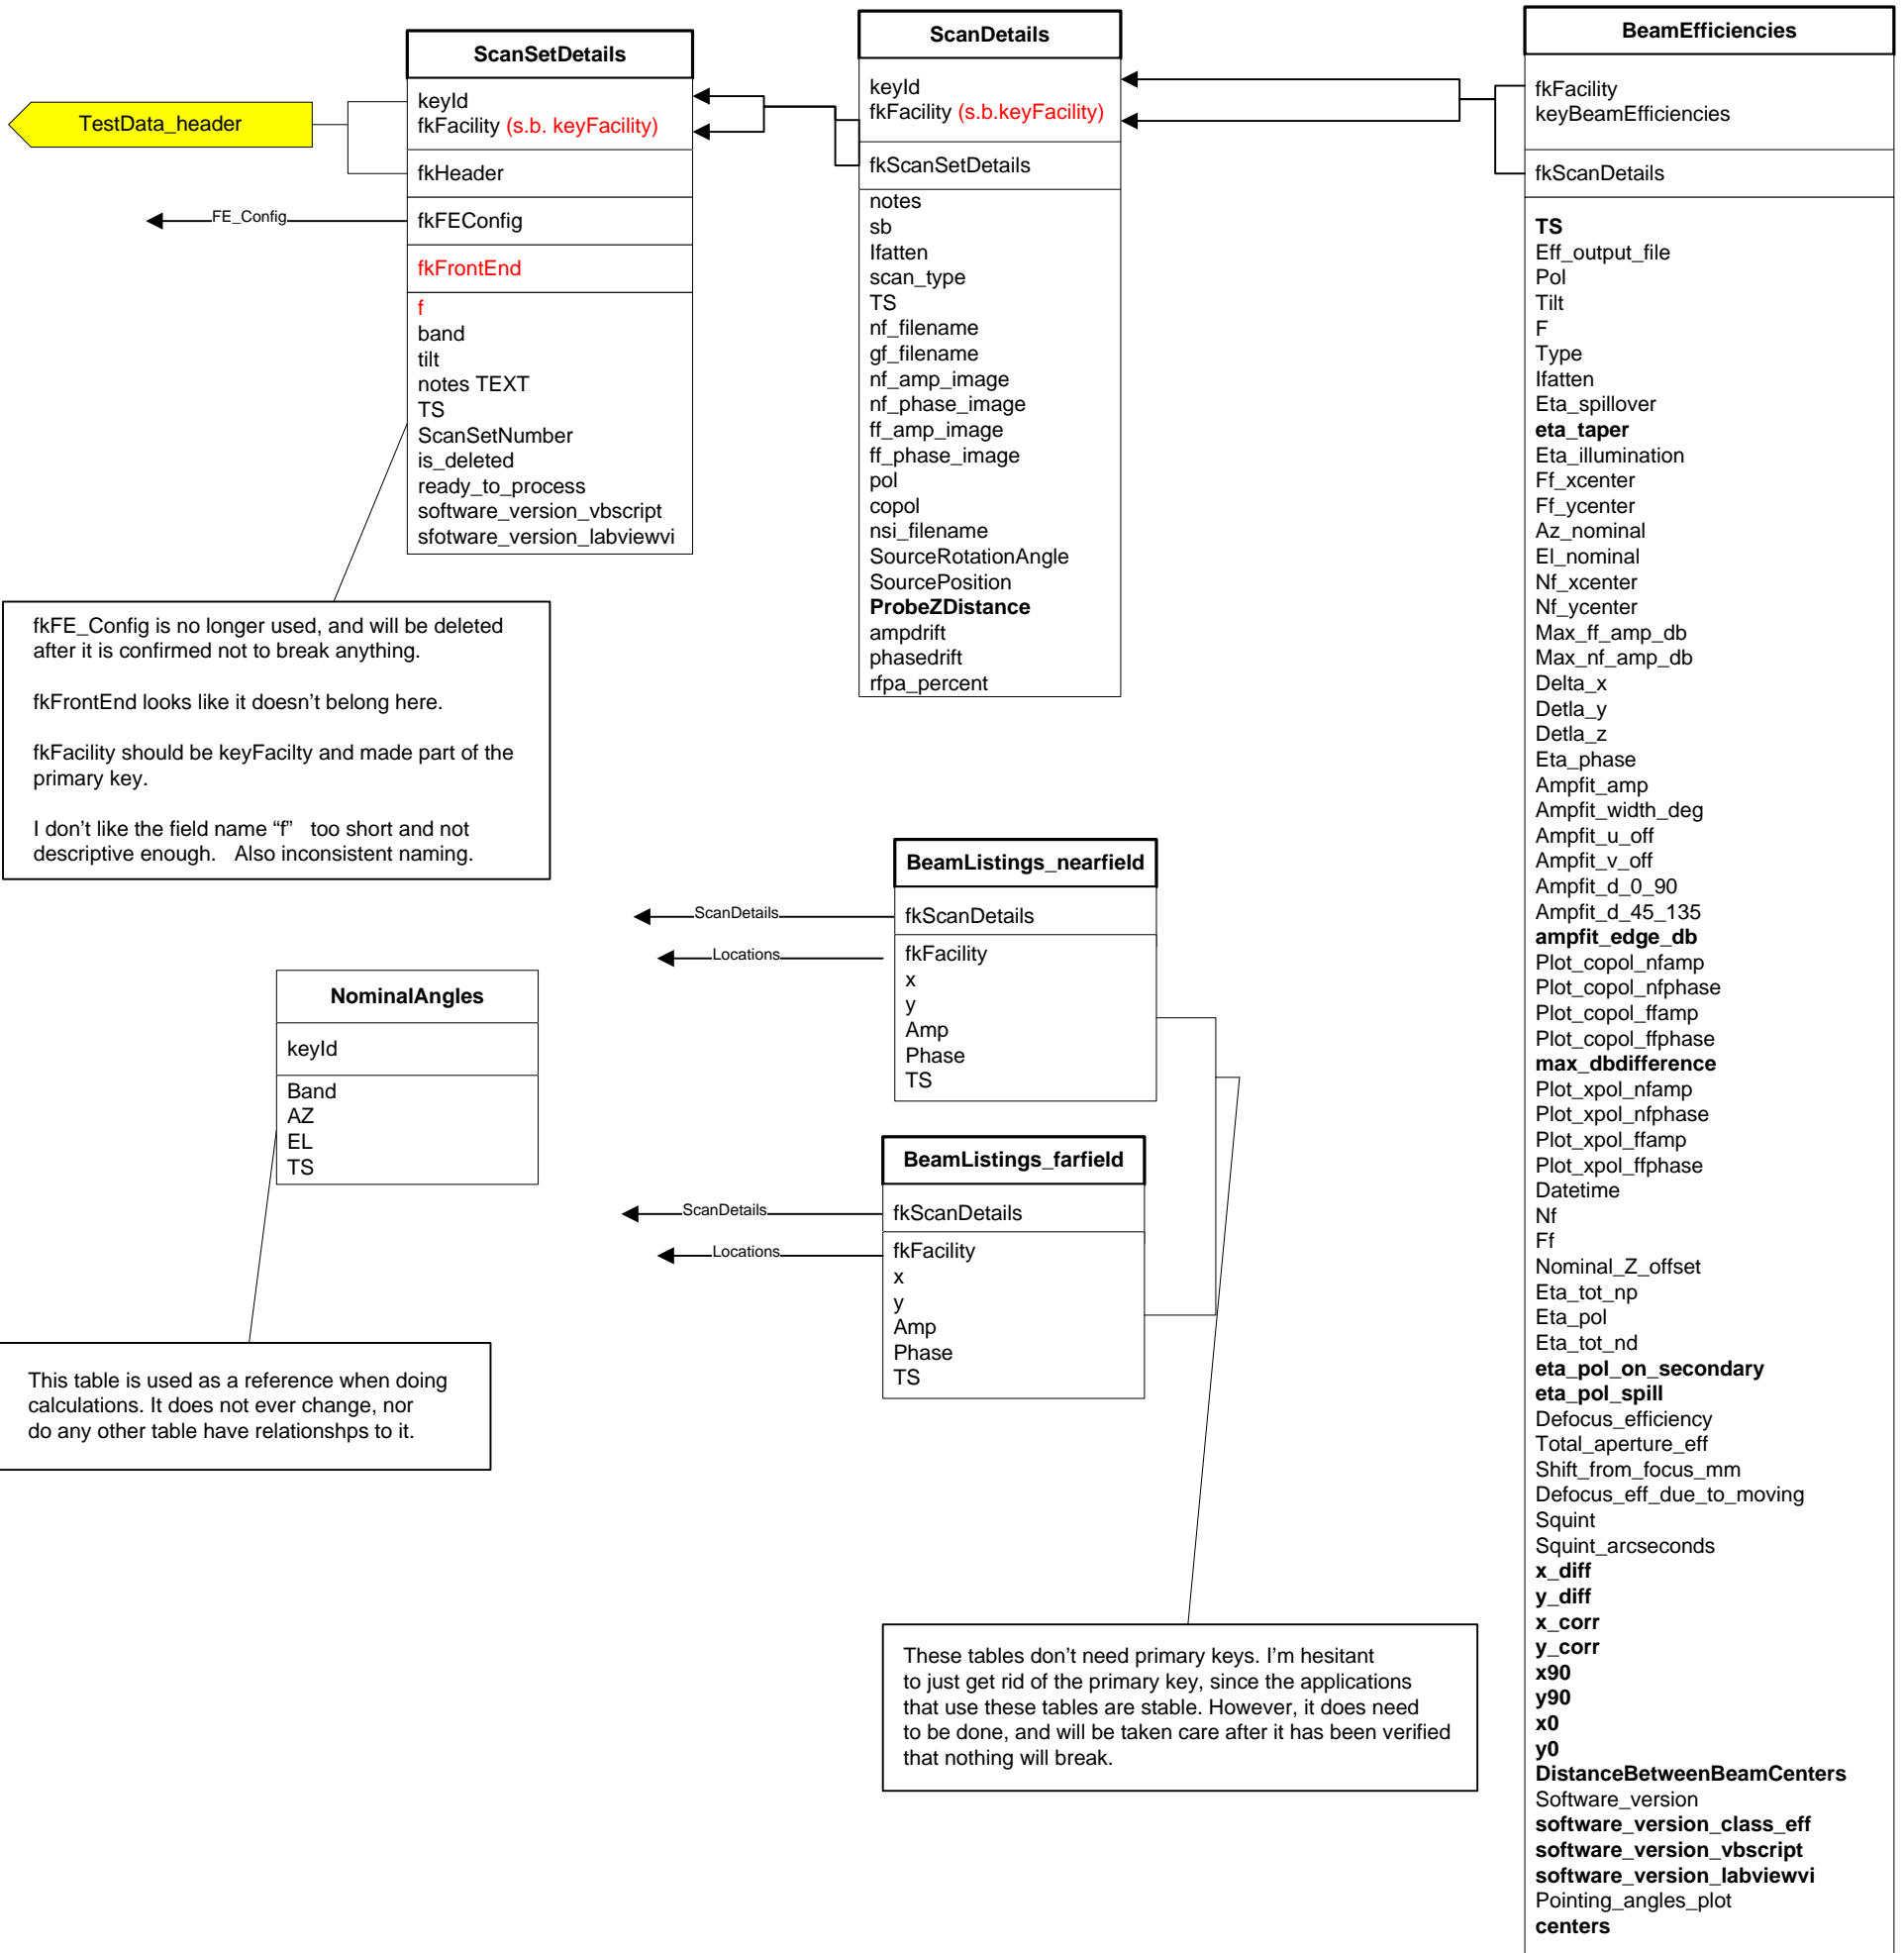 TestData_header
ScanSetDetails
keyId
fkFacility (s.b. keyFacility)
fkHeader
FE_Config
fkFEConfig
fkFrontEnd
f
band
tilt
notes TEXT
TS
ScanSetNumber
is_deleted
ready_to_process
software_version_vbscript
sfotware_version_labviewvi
fkFE_Config is no longer used, and will be deleted
after it is confirmed not to break anything.
fkFrontEnd looks like it doesn't belong here.
fkFacility should be keyFacilty and made part of the
primary key.
I don't like the field name “f” too short and not
descriptive enough. Also inconsistent naming.
ScanDetails
keyId
fkFacility (s.b.keyFacility)
fkScanSetDetails
notes
sb
Ifatten
scan_type
TS
nf_filename
gf_filename
nf_amp_image
nf_phase_image
ff_amp_image
ff_phase_image
pol
copol
nsi_filename
SourceRotationAngle
SourcePosition
ProbeZDistance
ampdrift
phasedrift
rfpa_percent
BeamListings_nearfield
ScanDetails
fkScanDetails
Locations
fkFacility
x
y
Amp
Phase
TS
NominalAngles
keyId
Band
AZ
EL
TS
BeamListings_farfield
ScanDetails
fkScanDetails
Locations
fkFacility
x
y
Amp
Phase
TS
This table is used as a reference when doing
calculations. It does not ever change, nor
do any other table have relationshps to it.
These tables don't need primary keys. I'm hesitant
to just get rid of the primary key, since the applications
that use these tables are stable. However, it does need
to be done, and will be taken care after it has been verified
that nothing will break.
BeamEfficiencies
fkFacility
keyBeamEfficiencies
fkScanDetails
TS
Eff_output_file
Pol
Tilt
F
Type
Ifatten
Eta_spillover
eta_taper
Eta_illumination
Ff_xcenter
Ff_ycenter
Az_nominal
El_nominal
Nf_xcenter
Nf_ycenter
Max_ff_amp_db
Max_nf_amp_db
Delta_x
Detla_y
Detla_z
Eta_phase
Ampfit_amp
Ampfit_width_deg
Ampfit_u_off
Ampfit_v_off
Ampfit_d_0_90
Ampfit_d_45_135
ampfit_edge_db
Plot_copol_nfamp
Plot_copol_nfphase
Plot_copol_ffamp
Plot_copol_ffphase
max_dbdifference
Plot_xpol_nfamp
Plot_xpol_nfphase
Plot_xpol_ffamp
Plot_xpol_ffphase
Datetime
Nf
Ff
Nominal_Z_offset
Eta_tot_np
Eta_pol
Eta_tot_nd
eta_pol_on_secondary
eta_pol_spill
Defocus_efficiency
Total_aperture_eff
Shift_from_focus_mm
Defocus_eff_due_to_moving
Squint
Squint_arcseconds
x_diff
y_diff
x_corr
y_corr
x90
y90
x0
y0
DistanceBetweenBeamCenters
Software_version
software_version_class_eff
software_version_vbscript
software_version_labviewvi
Pointing_angles_plot
centers